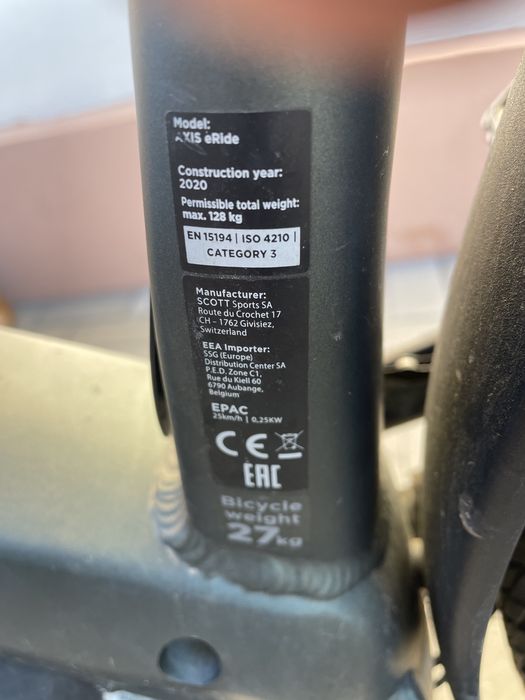 Model:
AXIS eRide
Construction year:
2020
Permissible total weight:
max. 128 kg
EN 15194 | ISO 4210 |
CATEGORY 3
Manufacturer:
SCOTT Sports SA
Route du Crochet 17
CH - 1762 Givisiez,
Switzerland
EEA Importer:
SSG (Europe)
Distribution Center SA
P.E.D. Zone C1,
Rue du Kiell 60
6790 Aubange,
Belgium
EPAC
25km/h | 0,25KW
CE
EAC
Bicycle
weight
27kg